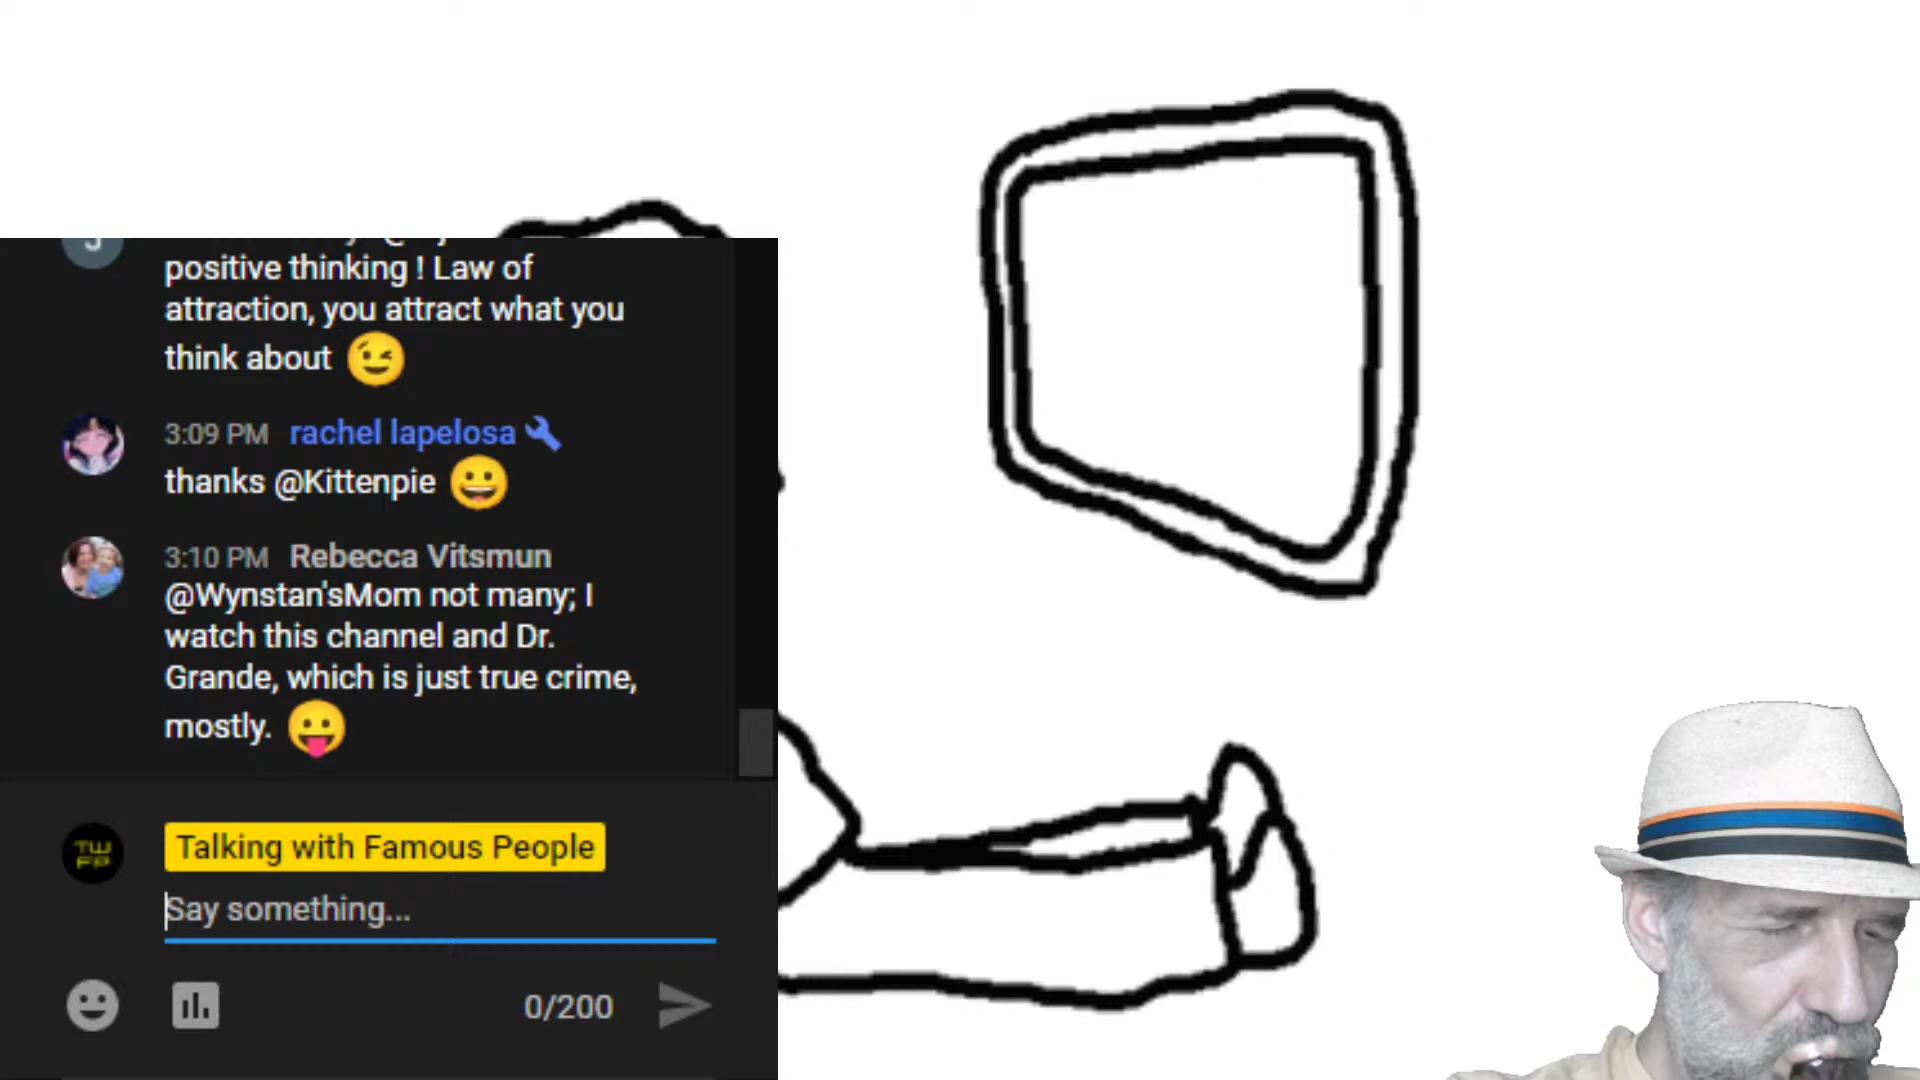 positive thinking ! Law of
attraction, you attract what you
think about
3:09 PM rachel lapelosa
thanks @Kittenpie
3:10 PM Rebecca Vitsmun
@Wynstan'sMom not many; I
watch this channel and Dr.
Grande, which is just true crime,
mostly.
TW
FP
Talking with Famous People
Say something...
0/200